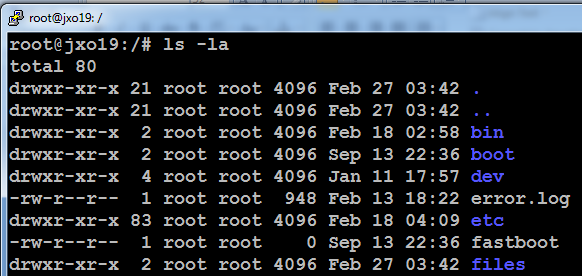 root@jxo19: /
root@jxo19:/# ls -la
total 80
drwxr-xr-x 21 root root 4096 Feb 27 03:42 .
drwxr-xr-x 21 root root 4096 Feb 27 03:42 ..
drwxr-xr-x  2 root root 4096 Feb 18 02:58 bin
drwxr-xr-x  2 root root 4096 Sep 13 22:36 boot
drwxr-xr-x  4 root root 4096 Jan 11 17:57 dev
-rw-r--r--  1 root root  948 Feb 13 18:22 error.log
drwxr-xr-x 83 root root 4096 Feb 18 04:09 etc
-rw-r--r--  1 root root    0 Sep 13 22:36 fastboot
drwxr-xr-x  2 root root 4096 Feb 13 22:36 files